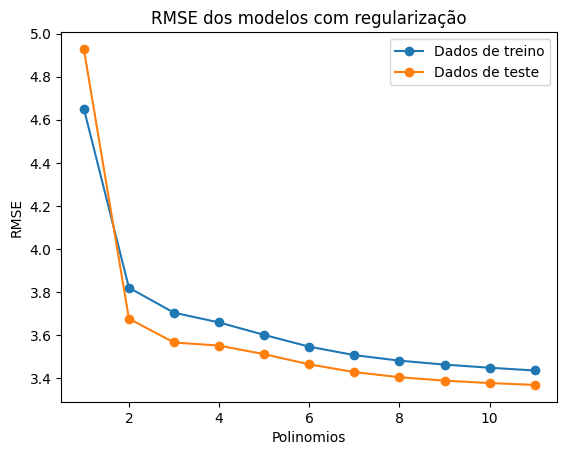 RMSE dos modelos com regularização
Dados de treino
Dados de teste
RMSE
5.0
4.8
4.6
4.4
4.2
4.0
3.8
3.6
3.4
2 4 6 8 10
Polinomios